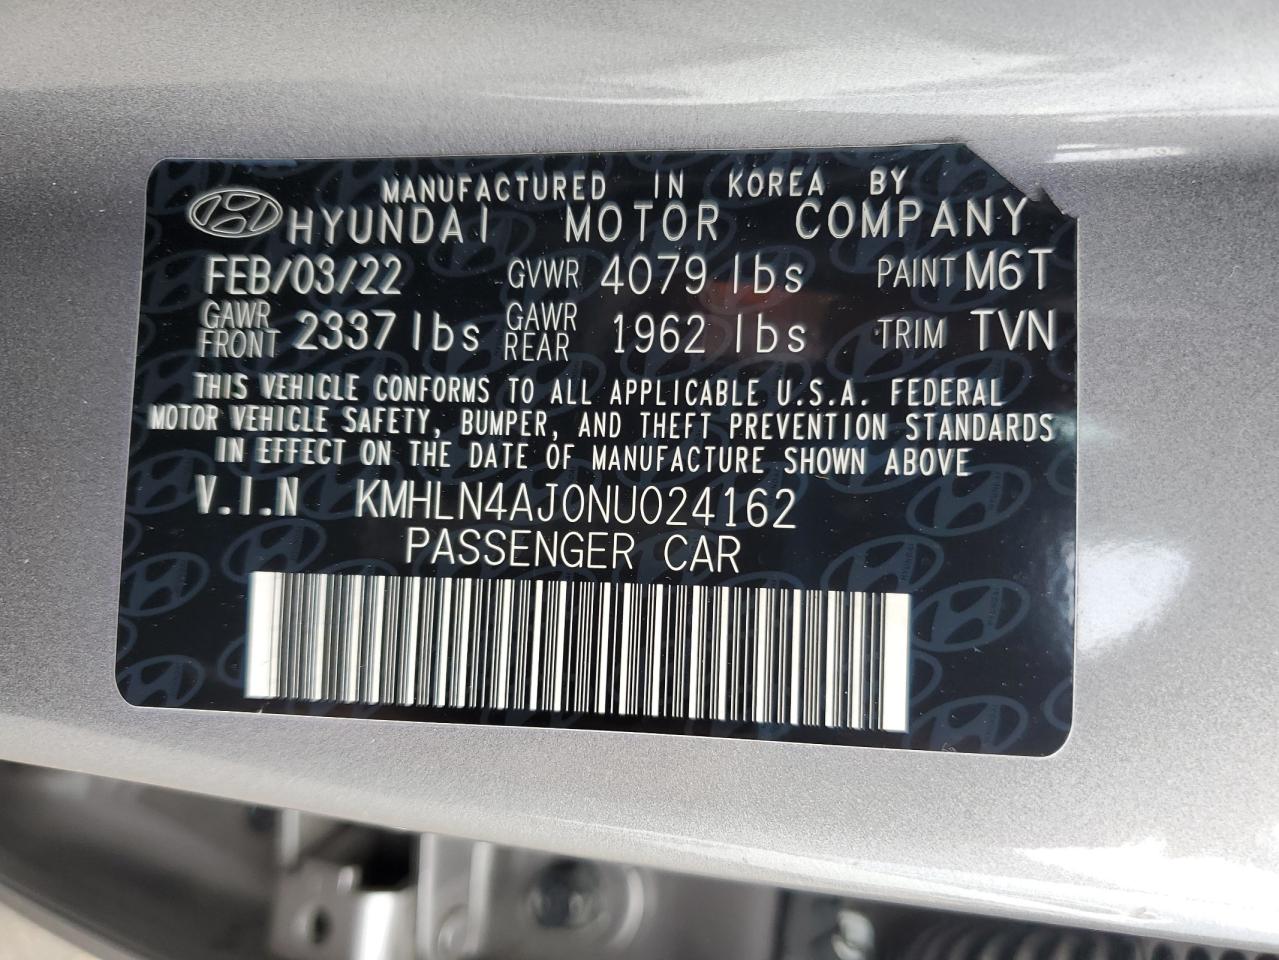 MANUFACTURED IN KOREA BY
HYUNDAI MOTOR COMPANY
FEB/03/22 GVWR 4079 lbs PAINT M6T
GAWR FRONT 2337 lbs GAWR REAR 1962 lbs TRIM TVN
THIS VEHICLE CONFORMS TO ALL APPLICABLE U.S.A. FEDERAL
MOTOR VEHICLE SAFETY, BUMPER, AND THEFT PREVENTION STANDARDS
IN EFFECT ON THE DATE OF MANUFACTURE SHOWN ABOVE
V.I.N KMHLN4AJ0NU024162
PASSENGER CAR